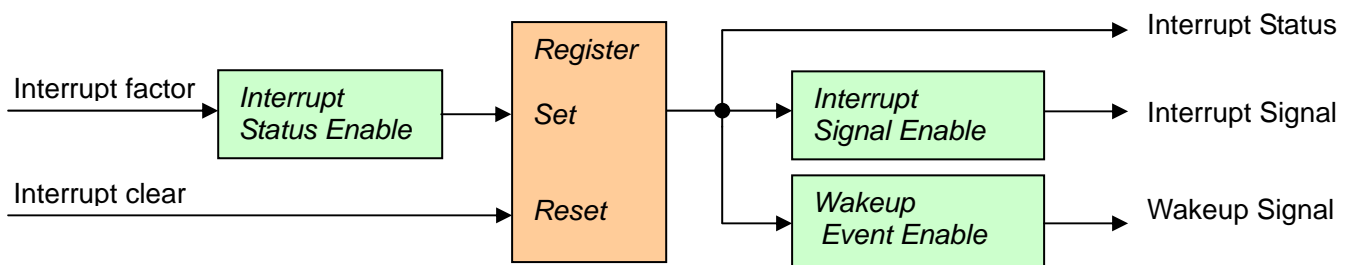 Interrupt factor
Interrupt clear
Interrupt
Status Enable
Register
Set
Reset
Interrupt
Signal Enable
Wakeup
Event Enable
Interrupt Status
Interrupt Signal
Wakeup Signal